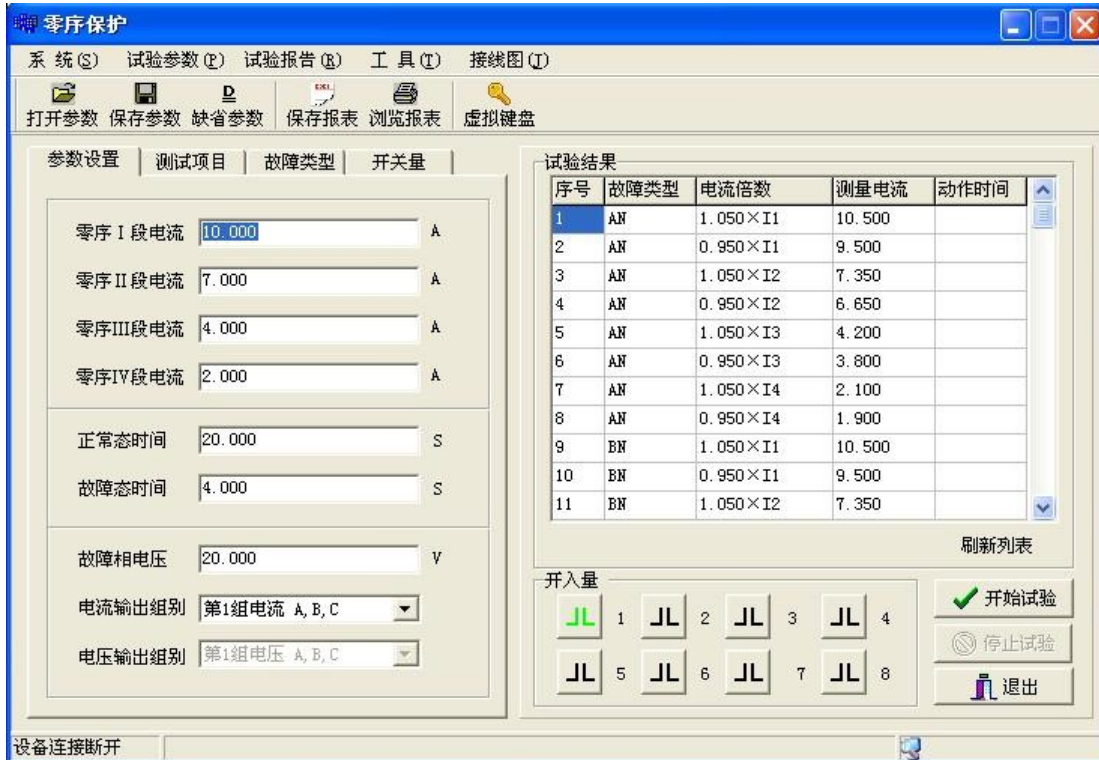 零序保护
系 统(S) 试验参数(P) 试验报告(R) 工 具(T) 接线图(T)
D EXL
打开参数 保存参数 缺省参数 保存报表 浏览报表 虚拟键盘
参数设置 测试项目 故障类型 开关量
零序I段电流 10.000 A
零序II段电流 7.000 A
零序III段电流 4.000 A
零序IV段电流 2.000 A
正常态时间 20.000 S
故障态时间 4.000 S
故障相电压 20.000 V
电流输出组别 第1组电流 A,B,C
电压输出组别 第1组电压 A,B,C
试验结果
序号 故障类型 电流倍数 测量电流 动作时间
1 AN 1.050×I1 10.500
2 AN 0.950×I1 9.500
3 AN 1.050×I2 7.350
4 AN 0.950×I2 6.650
5 AN 1.050×I3 4.200
6 AN 0.950×I3 3.800
7 AN 1.050×I4 2.100
8 AN 0.950×I4 1.900
9 BN 1.050×I1 10.500
10 BN 0.950×I1 9.500
11 BN 1.050×I2 7.350
刷新列表
开入量
1 2 3 4
5 6 7 8
开始试验
停止试验
退出
设备连接断开